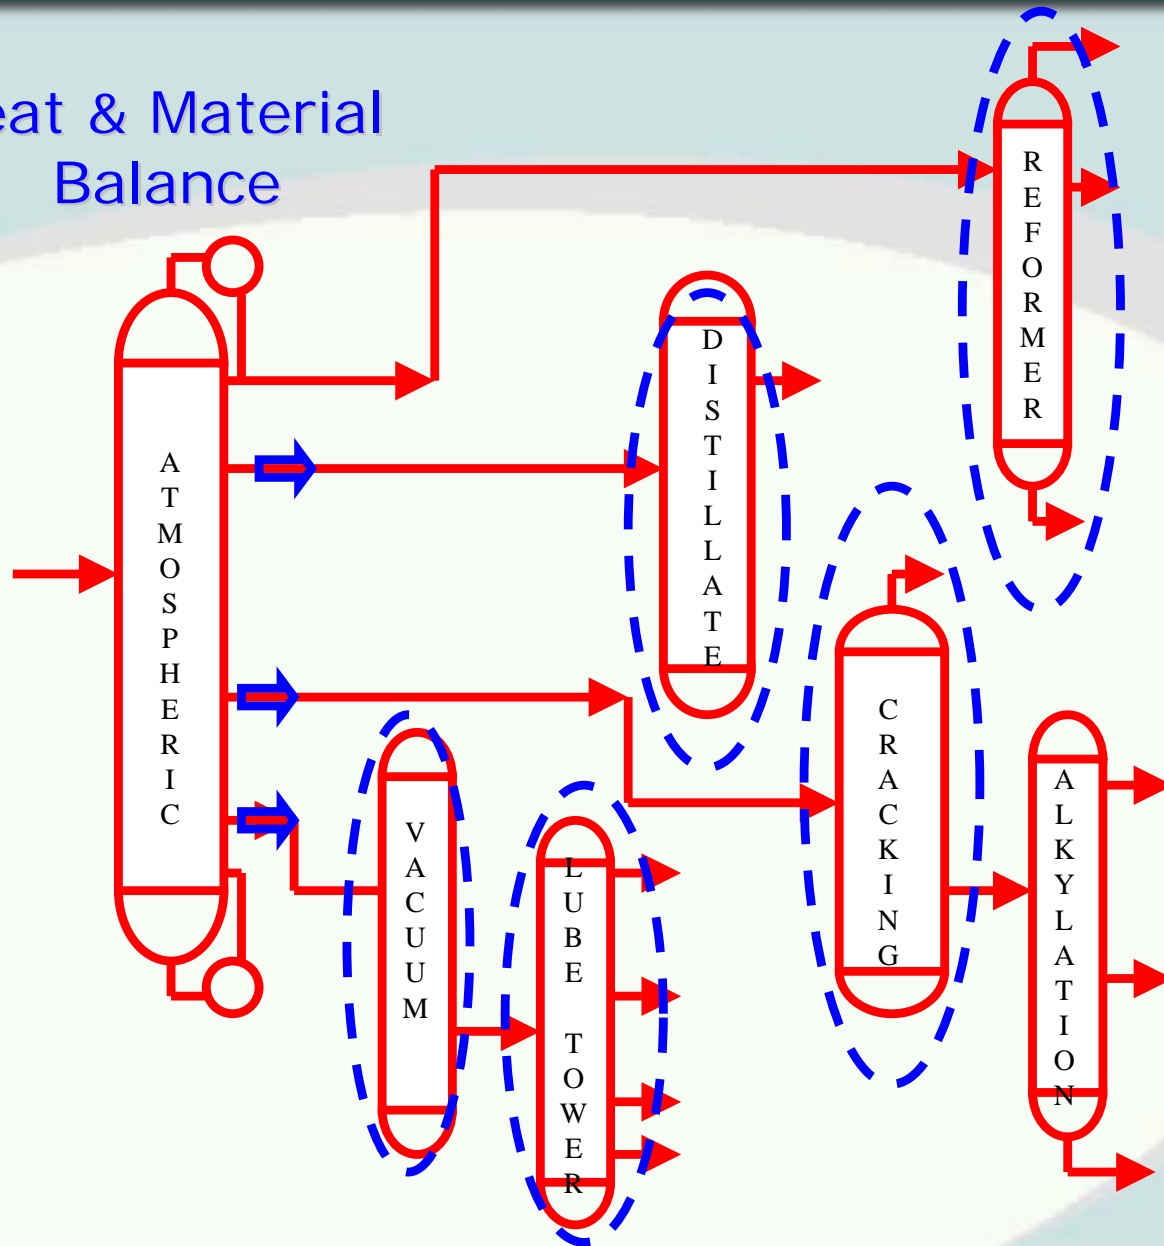 eat & Material
Balance
REFORMER
DISTILLATE
ATMOSPHERIC
CRACKING
ALKYLATION
VACUUM
LUBE TOWER